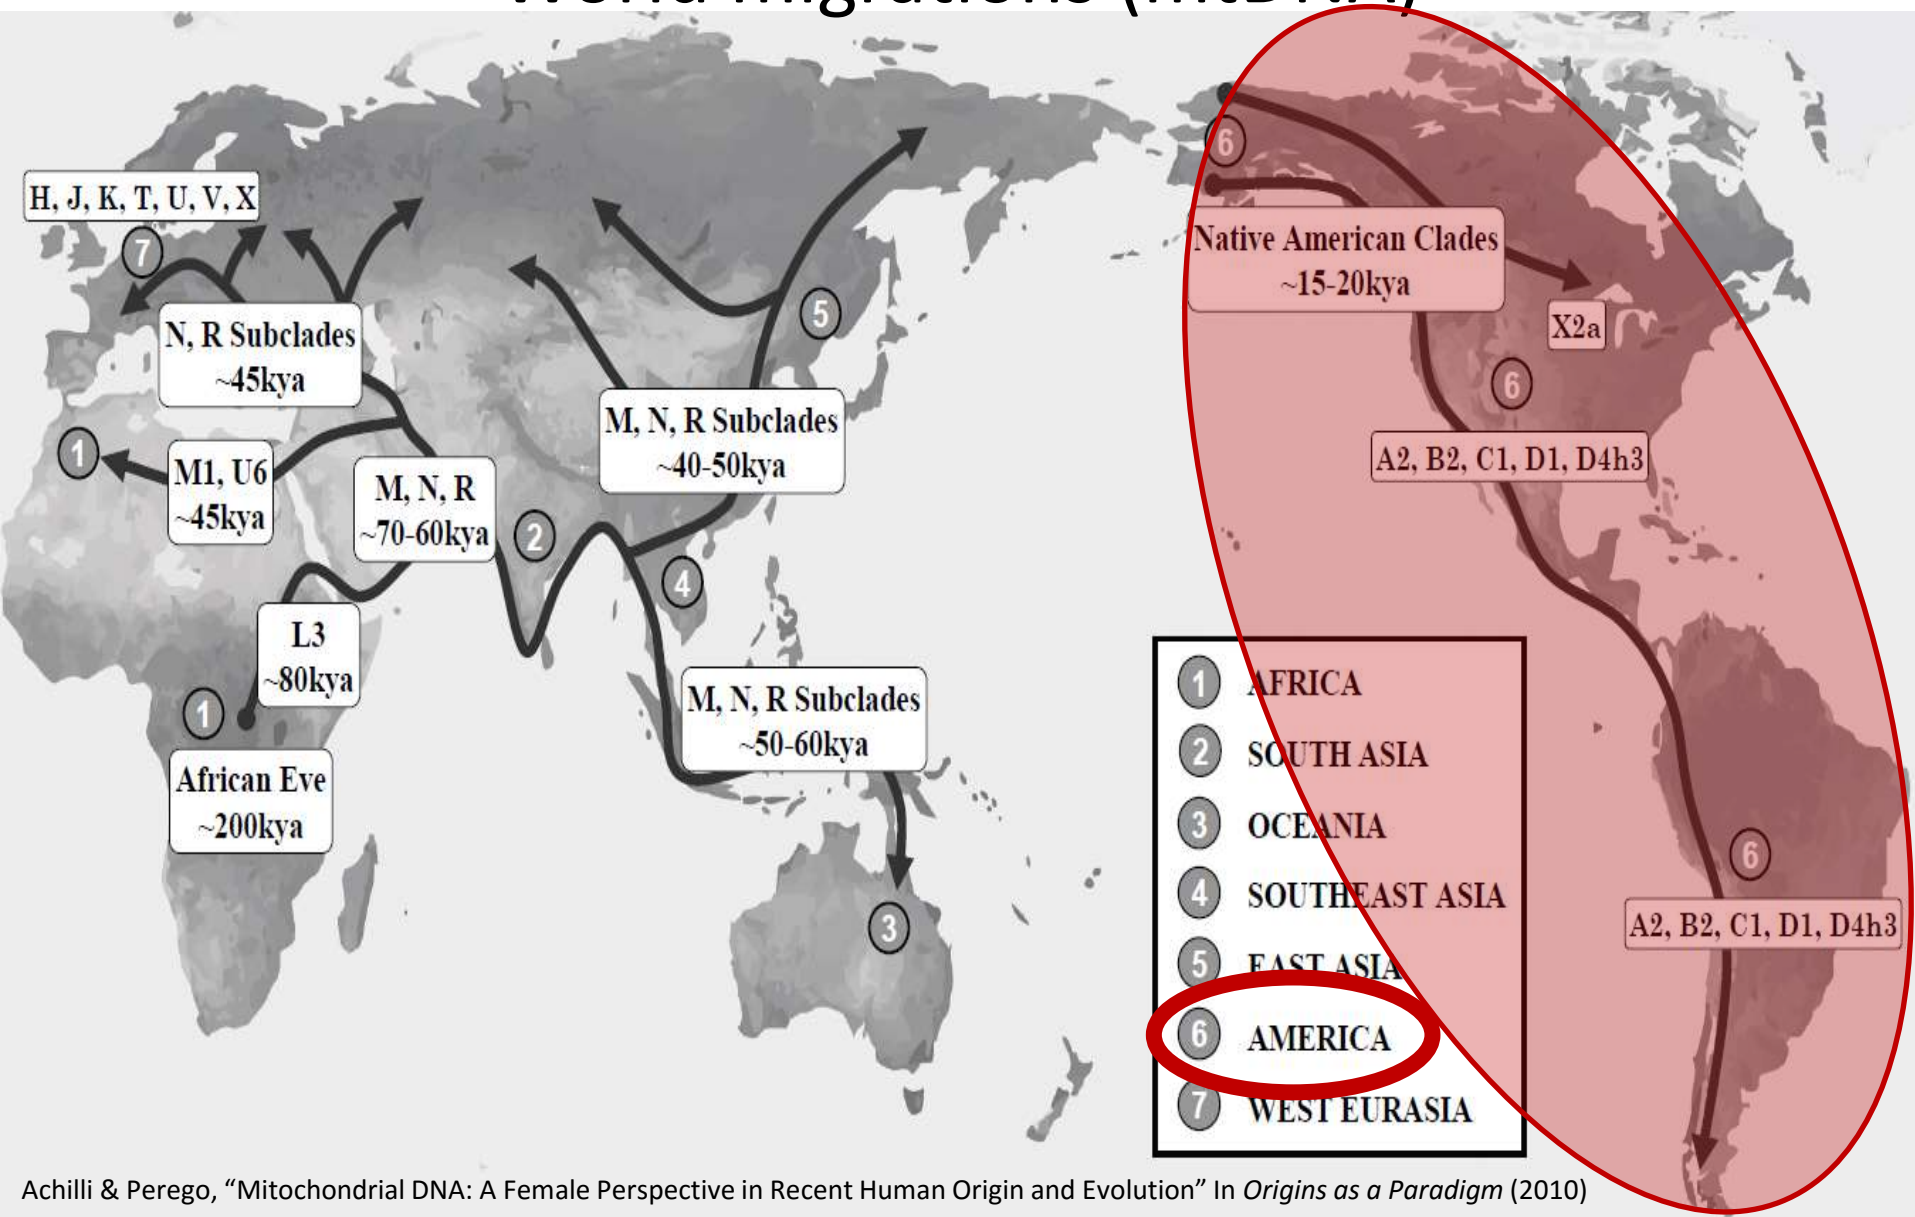 World Migrations (mtDNA)
H, J, K, T, U, V, X
7
N, R Subclades
~45kya
1
M1, U6
~45kya
M, N, R
~70-60kya
L3
~80kya
1
African Eve
~200kya
2
M, N, R Subclades
~40-50kya
5
4
M, N, R Subclades
~50-60kya
3
6
Native American Clades
~15-20kya
X2a
6
A2, B2, C1, D1, D4h3
6
A2, B2, C1, D1, D4h3
1 AFRICA
2 SOUTH ASIA
3 OCEANIA
4 SOUTHEAST ASIA
5 EAST ASIA
6 AMERICA
7 WEST EURASIA
Achilli & Perego, “Mitochondrial DNA: A Female Perspective in Recent Human Origin and Evolution” In Origins as a Paradigm (2010)